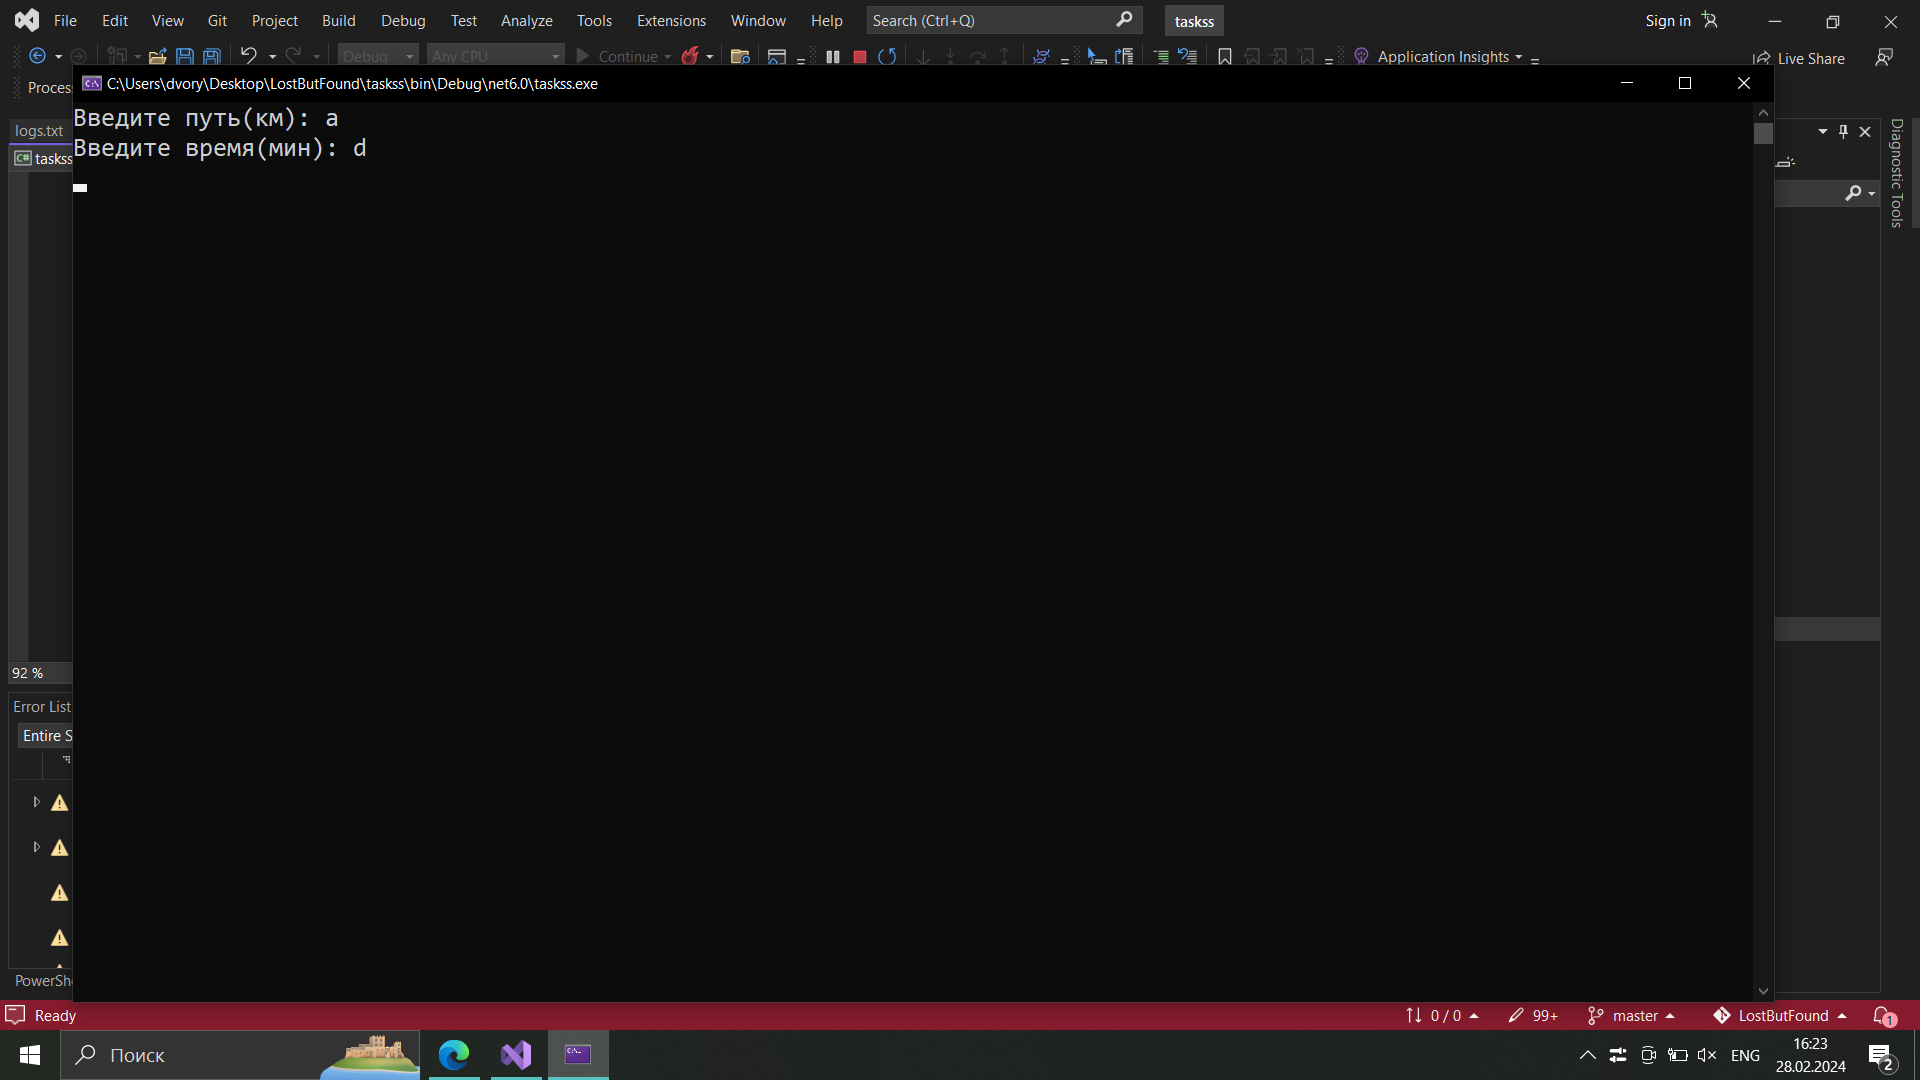 File Edit View Git Project Build Debug Test Analyze Tools Extensions Window Help Search (Ctrl+Q) taskss Sign in
Debug Any CPU Continue Application Insights Live Share
Proces
C:\Users\dvory\Desktop\LostButFound\taskss\bin\Debug\net6.0\taskss.exe
Введите путь(км): a
Введите время(мин): d
logs.txt
C# taskss
Diagnostic Tools
92 %
Error List
Entire S
PowerShe
Ready 0 / 0 99+ master LostButFound 1
Поиск
ENG
16:23
28.02.2024
2